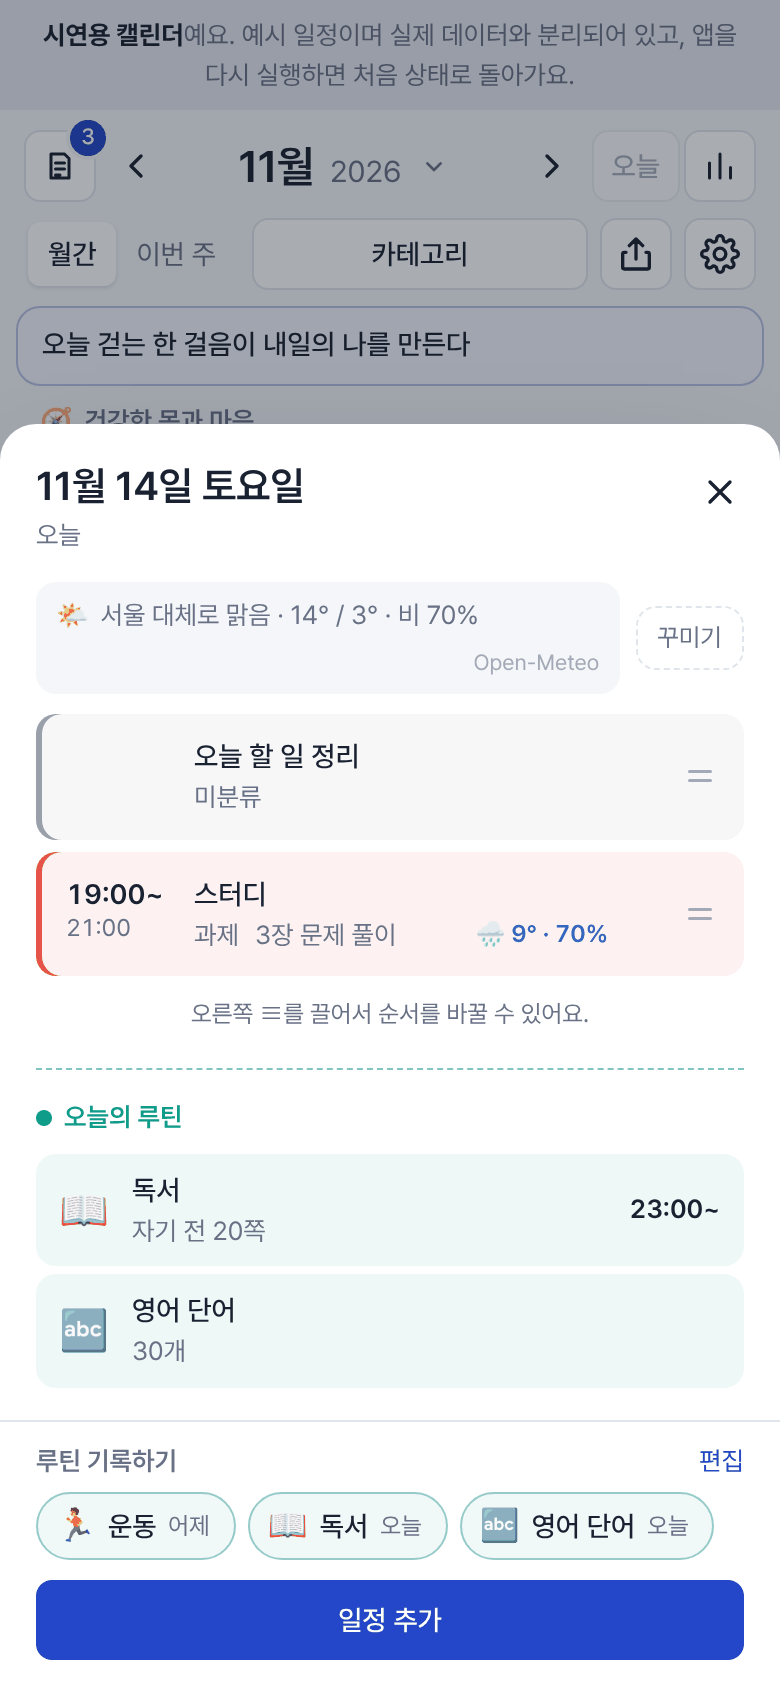 시연용 캘린더예요. 예시 일정이며 실제 데이터와 분리되어 있고, 앱을
다시 실행하면 처음 상태로 돌아가요.
3
11월 2026
오늘
월간 이번 주 카테고리
오늘 걷는 한 걸음이 내일의 나를 만든다
건강한 몸과 마음
11월 14일 토요일
오늘
서울 대체로 맑음 · 14° / 3° · 비 70%
Open-Meteo
꾸미기
오늘 할 일 정리
미분류
19:00~ 스터디
21:00 과제 3장 문제 풀이 9° · 70%
오른쪽 ☰를 끌어서 순서를 바꿀 수 있어요.
오늘의 루틴
독서
자기 전 20쪽
23:00~
abc
영어 단어
30개
루틴 기록하기 편집
운동 어제 독서 오늘 abc 영어 단어 오늘
일정 추가